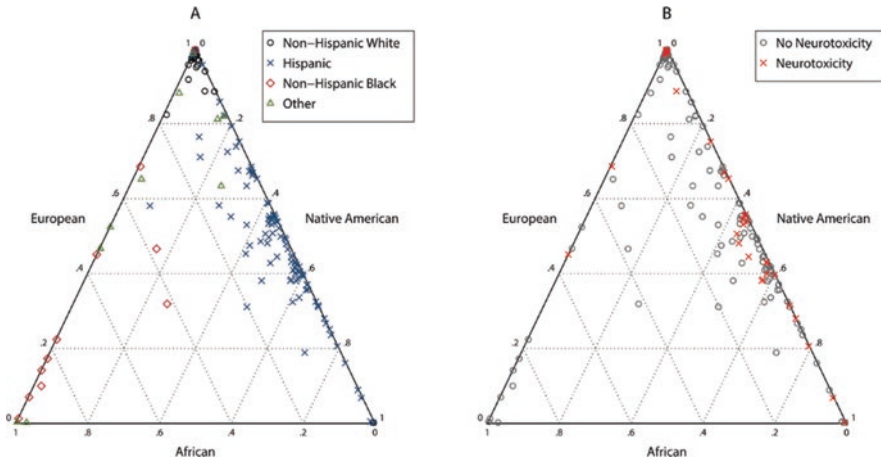 A
B
1 0
Non-Hispanic White
Hispanic
Non-Hispanic Black
Other
1 0
No Neurotoxicity
Neurotoxicity
.8 .2
.8 .2
.6 .4
.6 .4
European
Native American
European
Native American
.4 .6
.4 .6
.2 .8
.2 .8
0 1
0 1
1 .8 .6 .4 .2 0
1 .8 .6 .4 .2 0
African
African